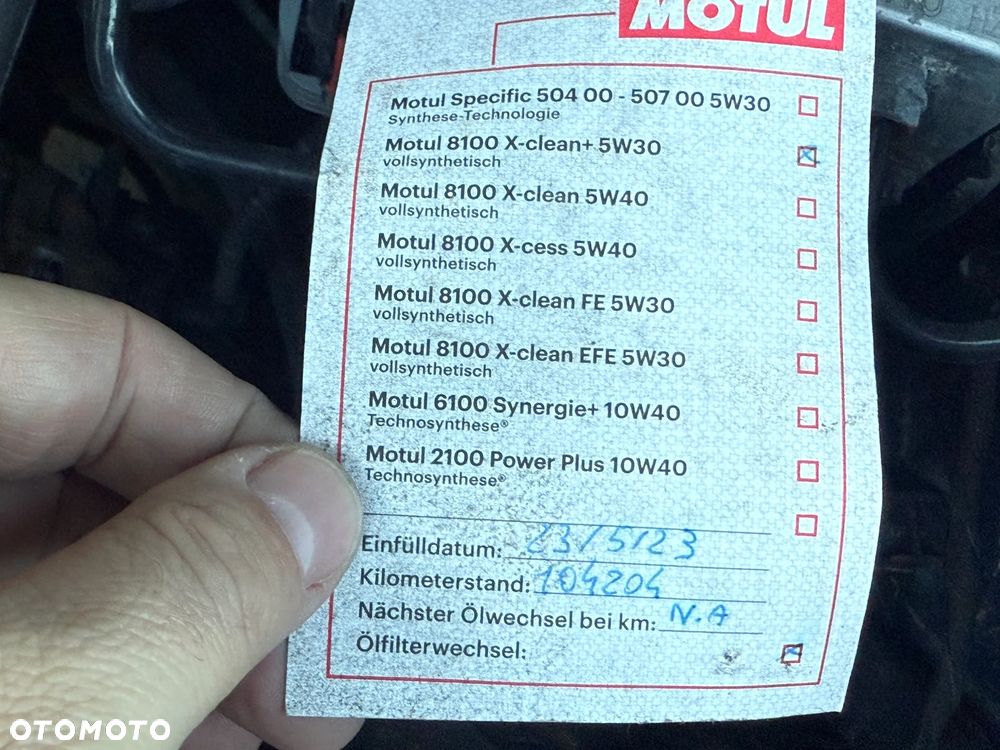 MOTUL
Motul Specific 504 00 - 507 00 5W30
Synthese-Technologie
Motul 8100 X-clean+ 5W30
vollsynthetisch
Motul 8100 X-clean 5W40
vollsynthetisch
Motul 8100 X-cess 5W40
vollsynthetisch
Motul 8100 X-clean FE 5W30
vollsynthetisch
Motul 8100 X-clean EFE 5W30
vollsynthetisch
Motul 6100 Synergie+ 10W40
Technosynthese®
Motul 2100 Power Plus 10W40
Technosynthese®
Einfülldatum: 23/5/23
Kilometerstand: 104204
Nächster Ölwechsel bei km: N.A
Ölfilterwechsel:
OTOMOTO